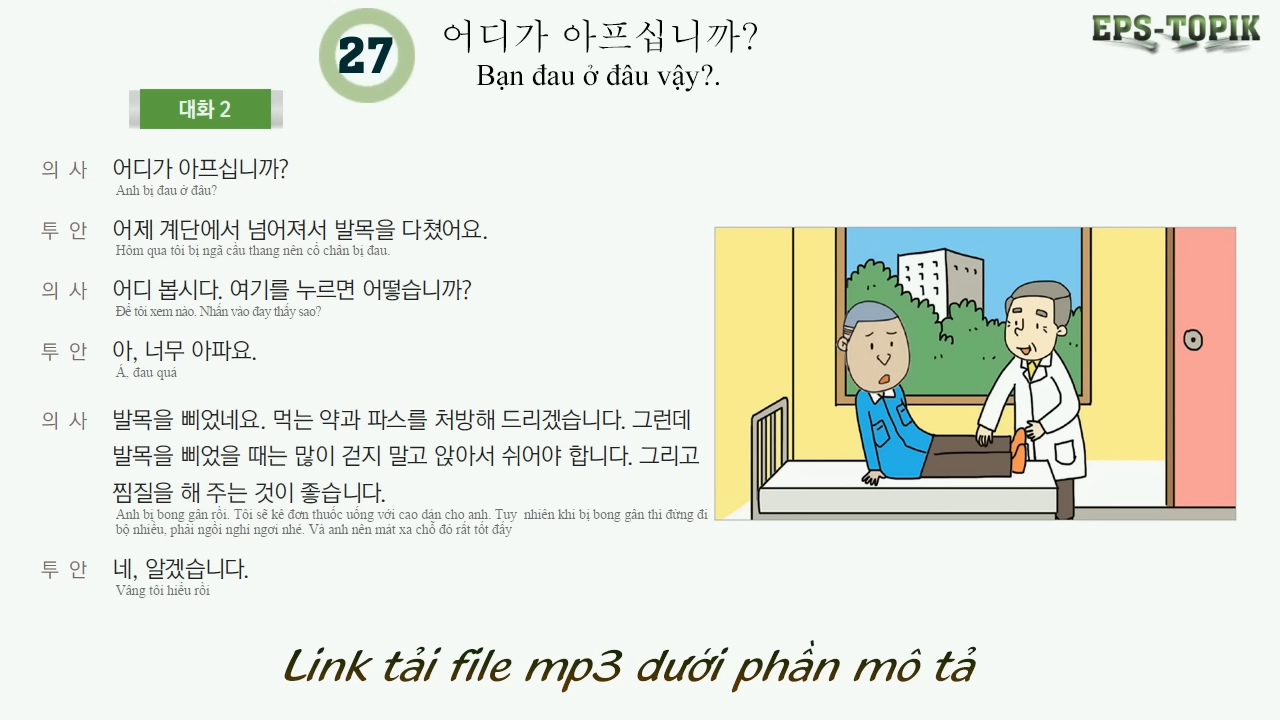 27
어디가 아프십니까?
Bạn đau ở đâu vậy?.
EPS-TOPIK
대화 2
의 사 어디가 아프십니까?
Anh bị đau ở đâu?
투 안 어제 계단에서 넘어져서 발목을 다쳤어요.
Hôm qua tôi bị ngã cầu thang nên cổ chân bị đau.
의 사 어디 봅시다. 여기를 누르면 어떻습니까?
Để tôi xem nào. Nhấn vào đay thấy sao?
투 안 아, 너무 아파요.
Á, đau quá
의 사 발목을 삐었네요. 먹는 약과 파스를 처방해 드리겠습니다. 그런데
발목을 삐었을 때는 많이 걷지 말고 앉아서 쉬어야 합니다. 그리고
찜질을 해 주는 것이 좋습니다.
Anh bị bong gân rồi. Tôi sẽ kê đơn thuốc uống với cao dán cho anh. Tuy nhiên khi bị bong gân thì đừng đi
bộ nhiều, phải ngồi nghỉ ngơi nhé. Và anh nên mát xa chỗ đó rất tốt đấy
투 안 네, 알겠습니다.
Vâng tôi hiểu rồi
Link tải file mp3 dưới phần mô tả